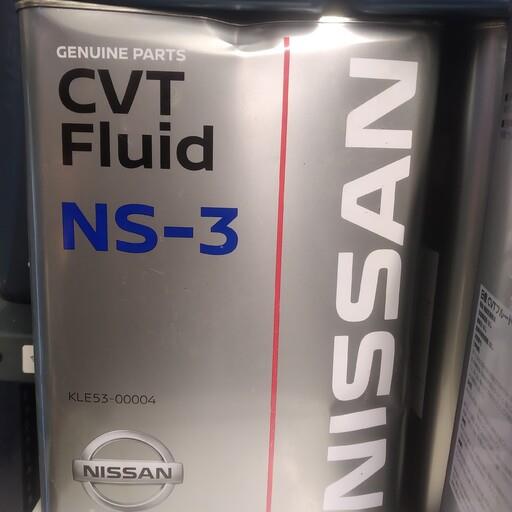 GENUINE PARTS
CVT
Fluid
NS-3
KLE53-00004
NISSAN
NISSAN